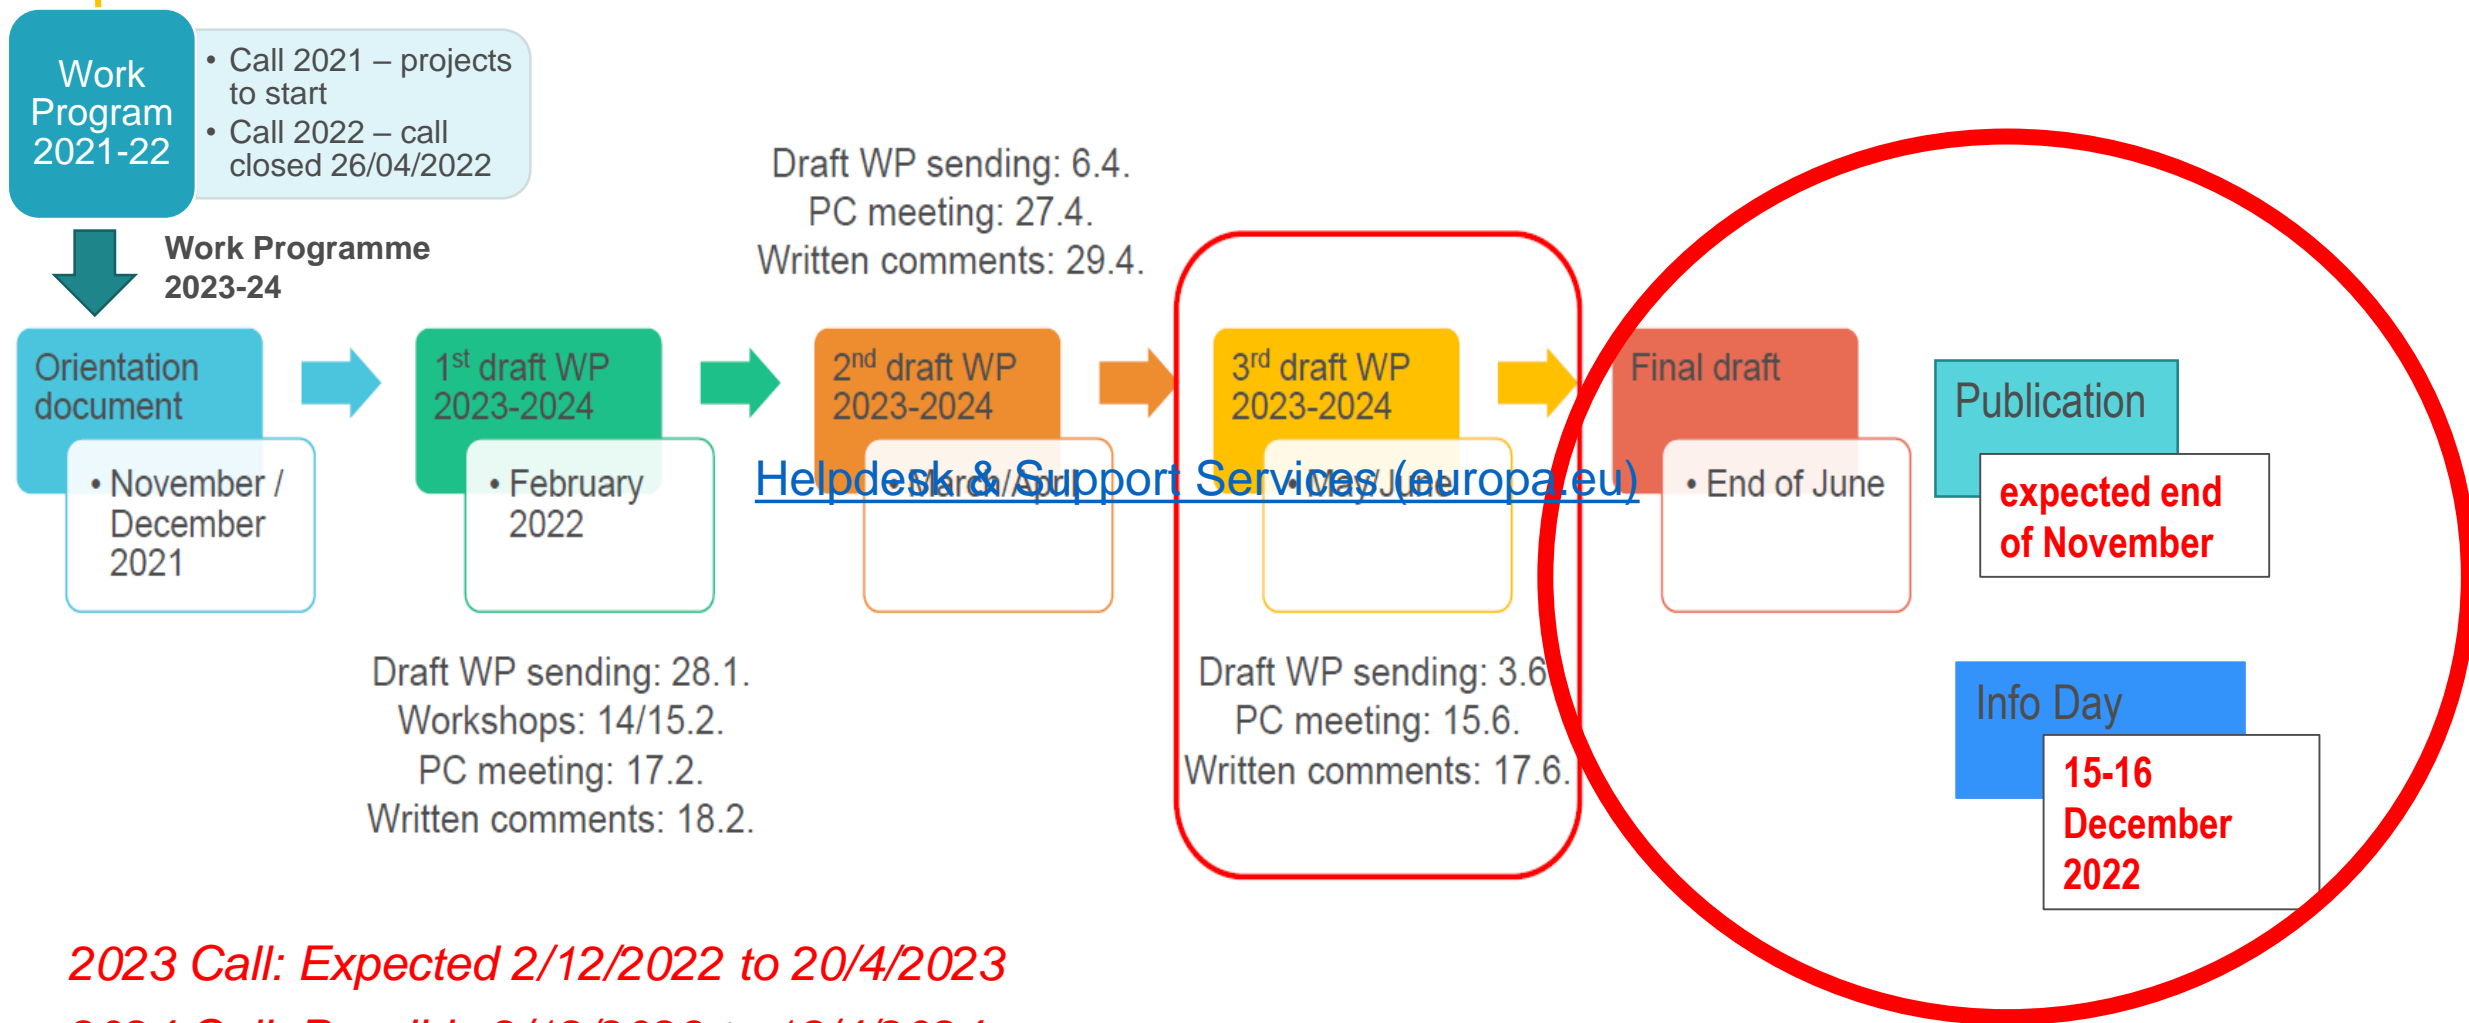 Work
Program
2021-22
• Call 2021 – projects
to start
• Call 2022 – call
closed 26/04/2022
Work Programme
2023-24
Draft WP sending: 6.4.
PC meeting: 27.4.
Written comments: 29.4.
Orientation
document
• November /
December
2021
1st draft WP
2023-2024
• February
2022
2nd draft WP
2023-2024
• March/April
3rd draft WP
2023-2024
• May/June
Helpdesk & Support Services (europa.eu)
Final draft
• End of June
Publication
expected end
of November
Draft WP sending: 28.1.
Workshops: 14/15.2.
PC meeting: 17.2.
Written comments: 18.2.
Draft WP sending: 3.6
PC meeting: 15.6.
Written comments: 17.6.
Info Day
15-16
December
2022
2023 Call: Expected 2/12/2022 to 20/4/2023